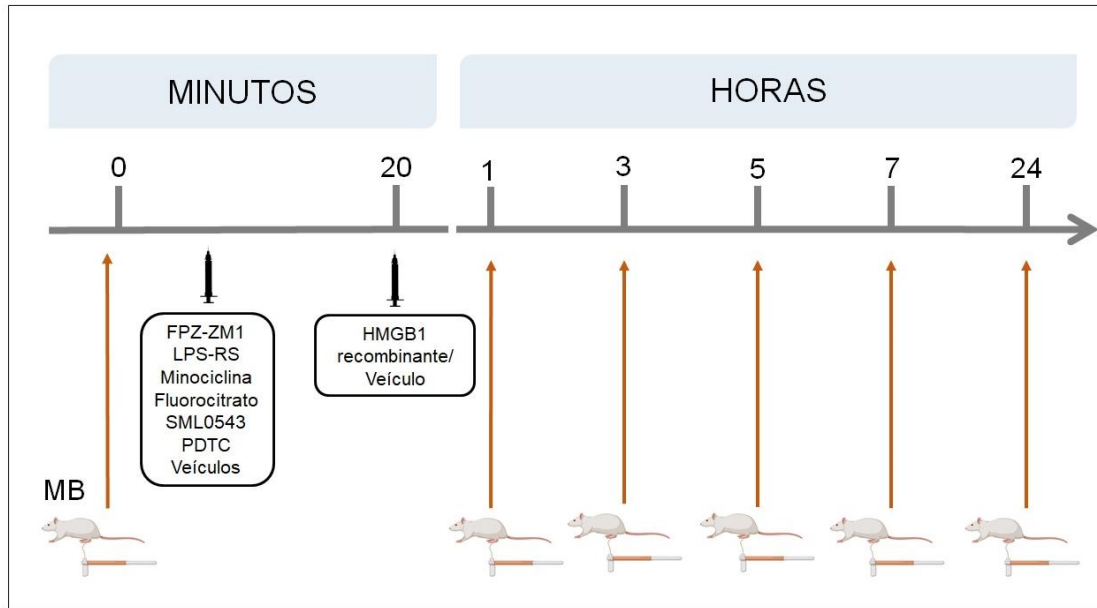 MINUTOS
HORAS
0
20
1
3
5
7
24
FPZ-ZM1
LPS-RS
Minociclina
Fluorocitrato
SML0543
PDTC
Veículos
HMGB1
recombinante/
Veículo
MB